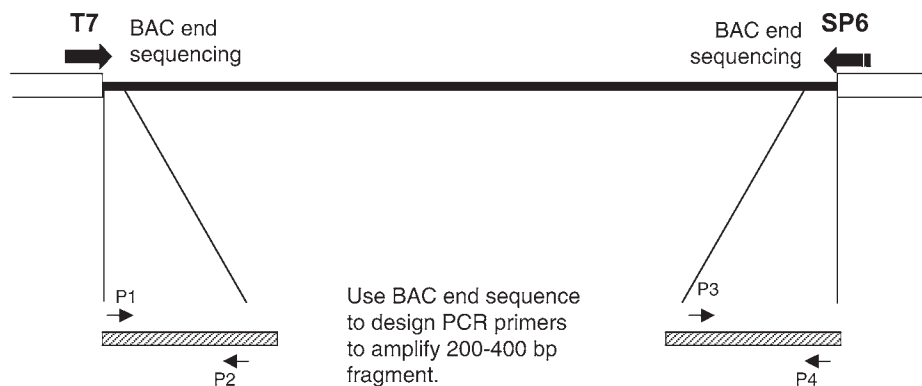 T7
BAC end
sequencing
BAC end
sequencing
SP6
P1
P2
Use BAC end sequence
to design PCR primers
to amplify 200-400 bp
fragment.
P3
P4